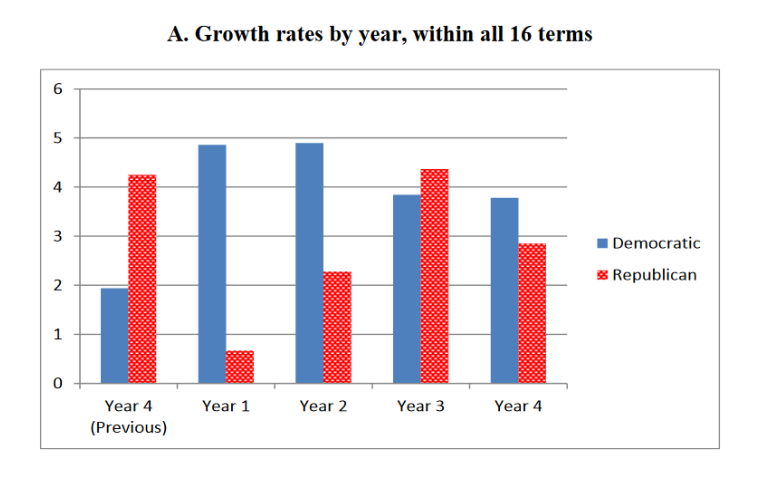 A. Growth rates by year, within all 16 terms
6
5
4
3
2
1
0
Year 4
(Previous)
Year 1
Year 2
Year 3
Year 4
Democratic
Republican